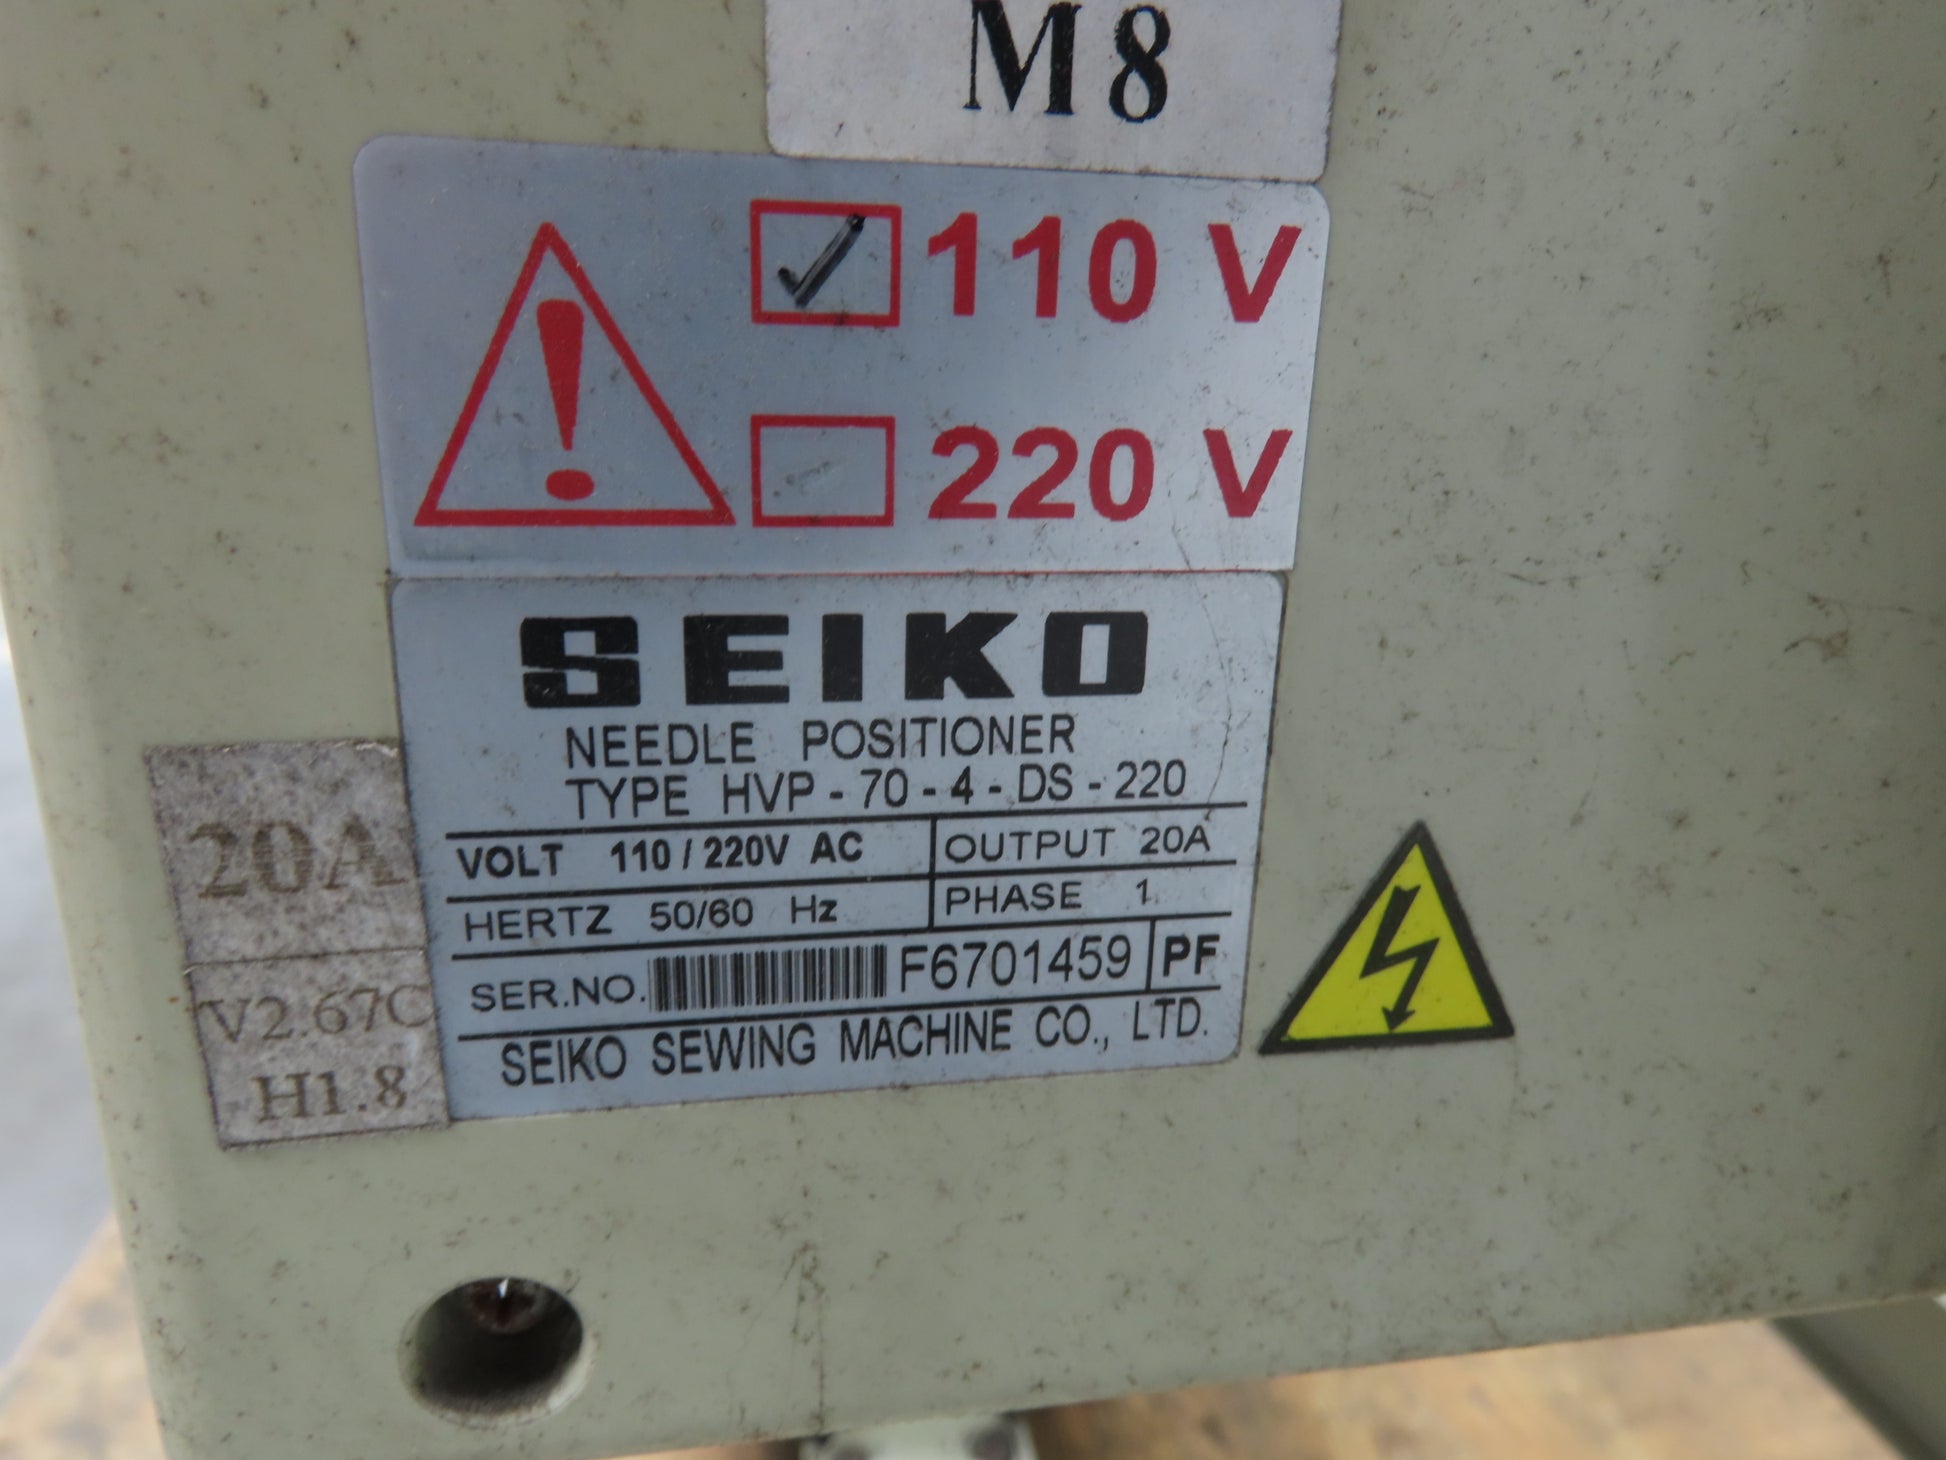 M8
110 V
220 V
SEIKO
NEEDLE POSITIONER
TYPE HVP - 70 - 4 - DS - 220
VOLT 110 / 220V AC
OUTPUT 20A
HERTZ 50/60 Hz
PHASE 1
SER.NO. F6701459 PF
SEIKO SEWING MACHINE CO., LTD.
20A
V2.67C
H1.8